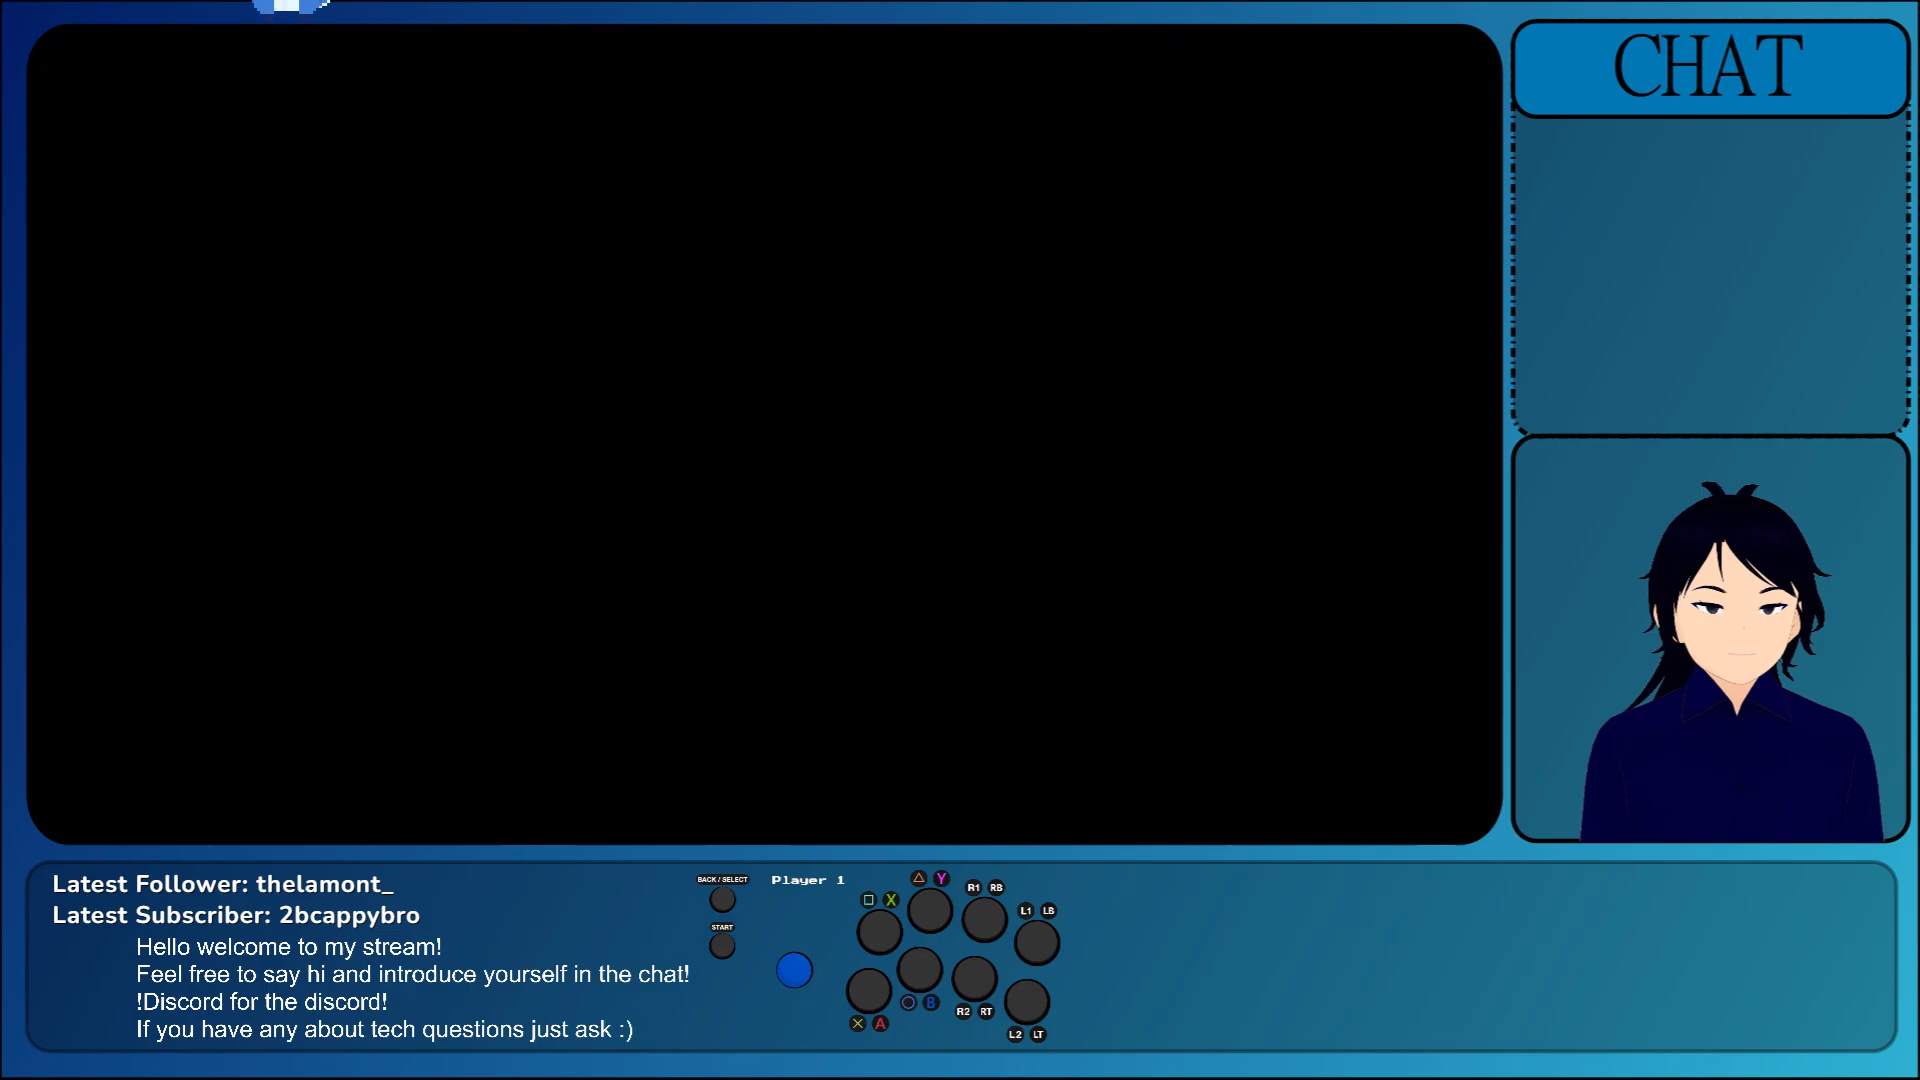 CHAT
Latest Follower: thelamont_
Latest Subscriber: 2bcappybro
Hello welcome to my stream!
Feel free to say hi and introduce yourself in the chat!
!Discord for the discord!
If you have any about tech questions just ask :)
BACK / SELECT
START
Player 1
X
Y
R1 RB
L1 LB
A
B
R2 RT
L2 LT